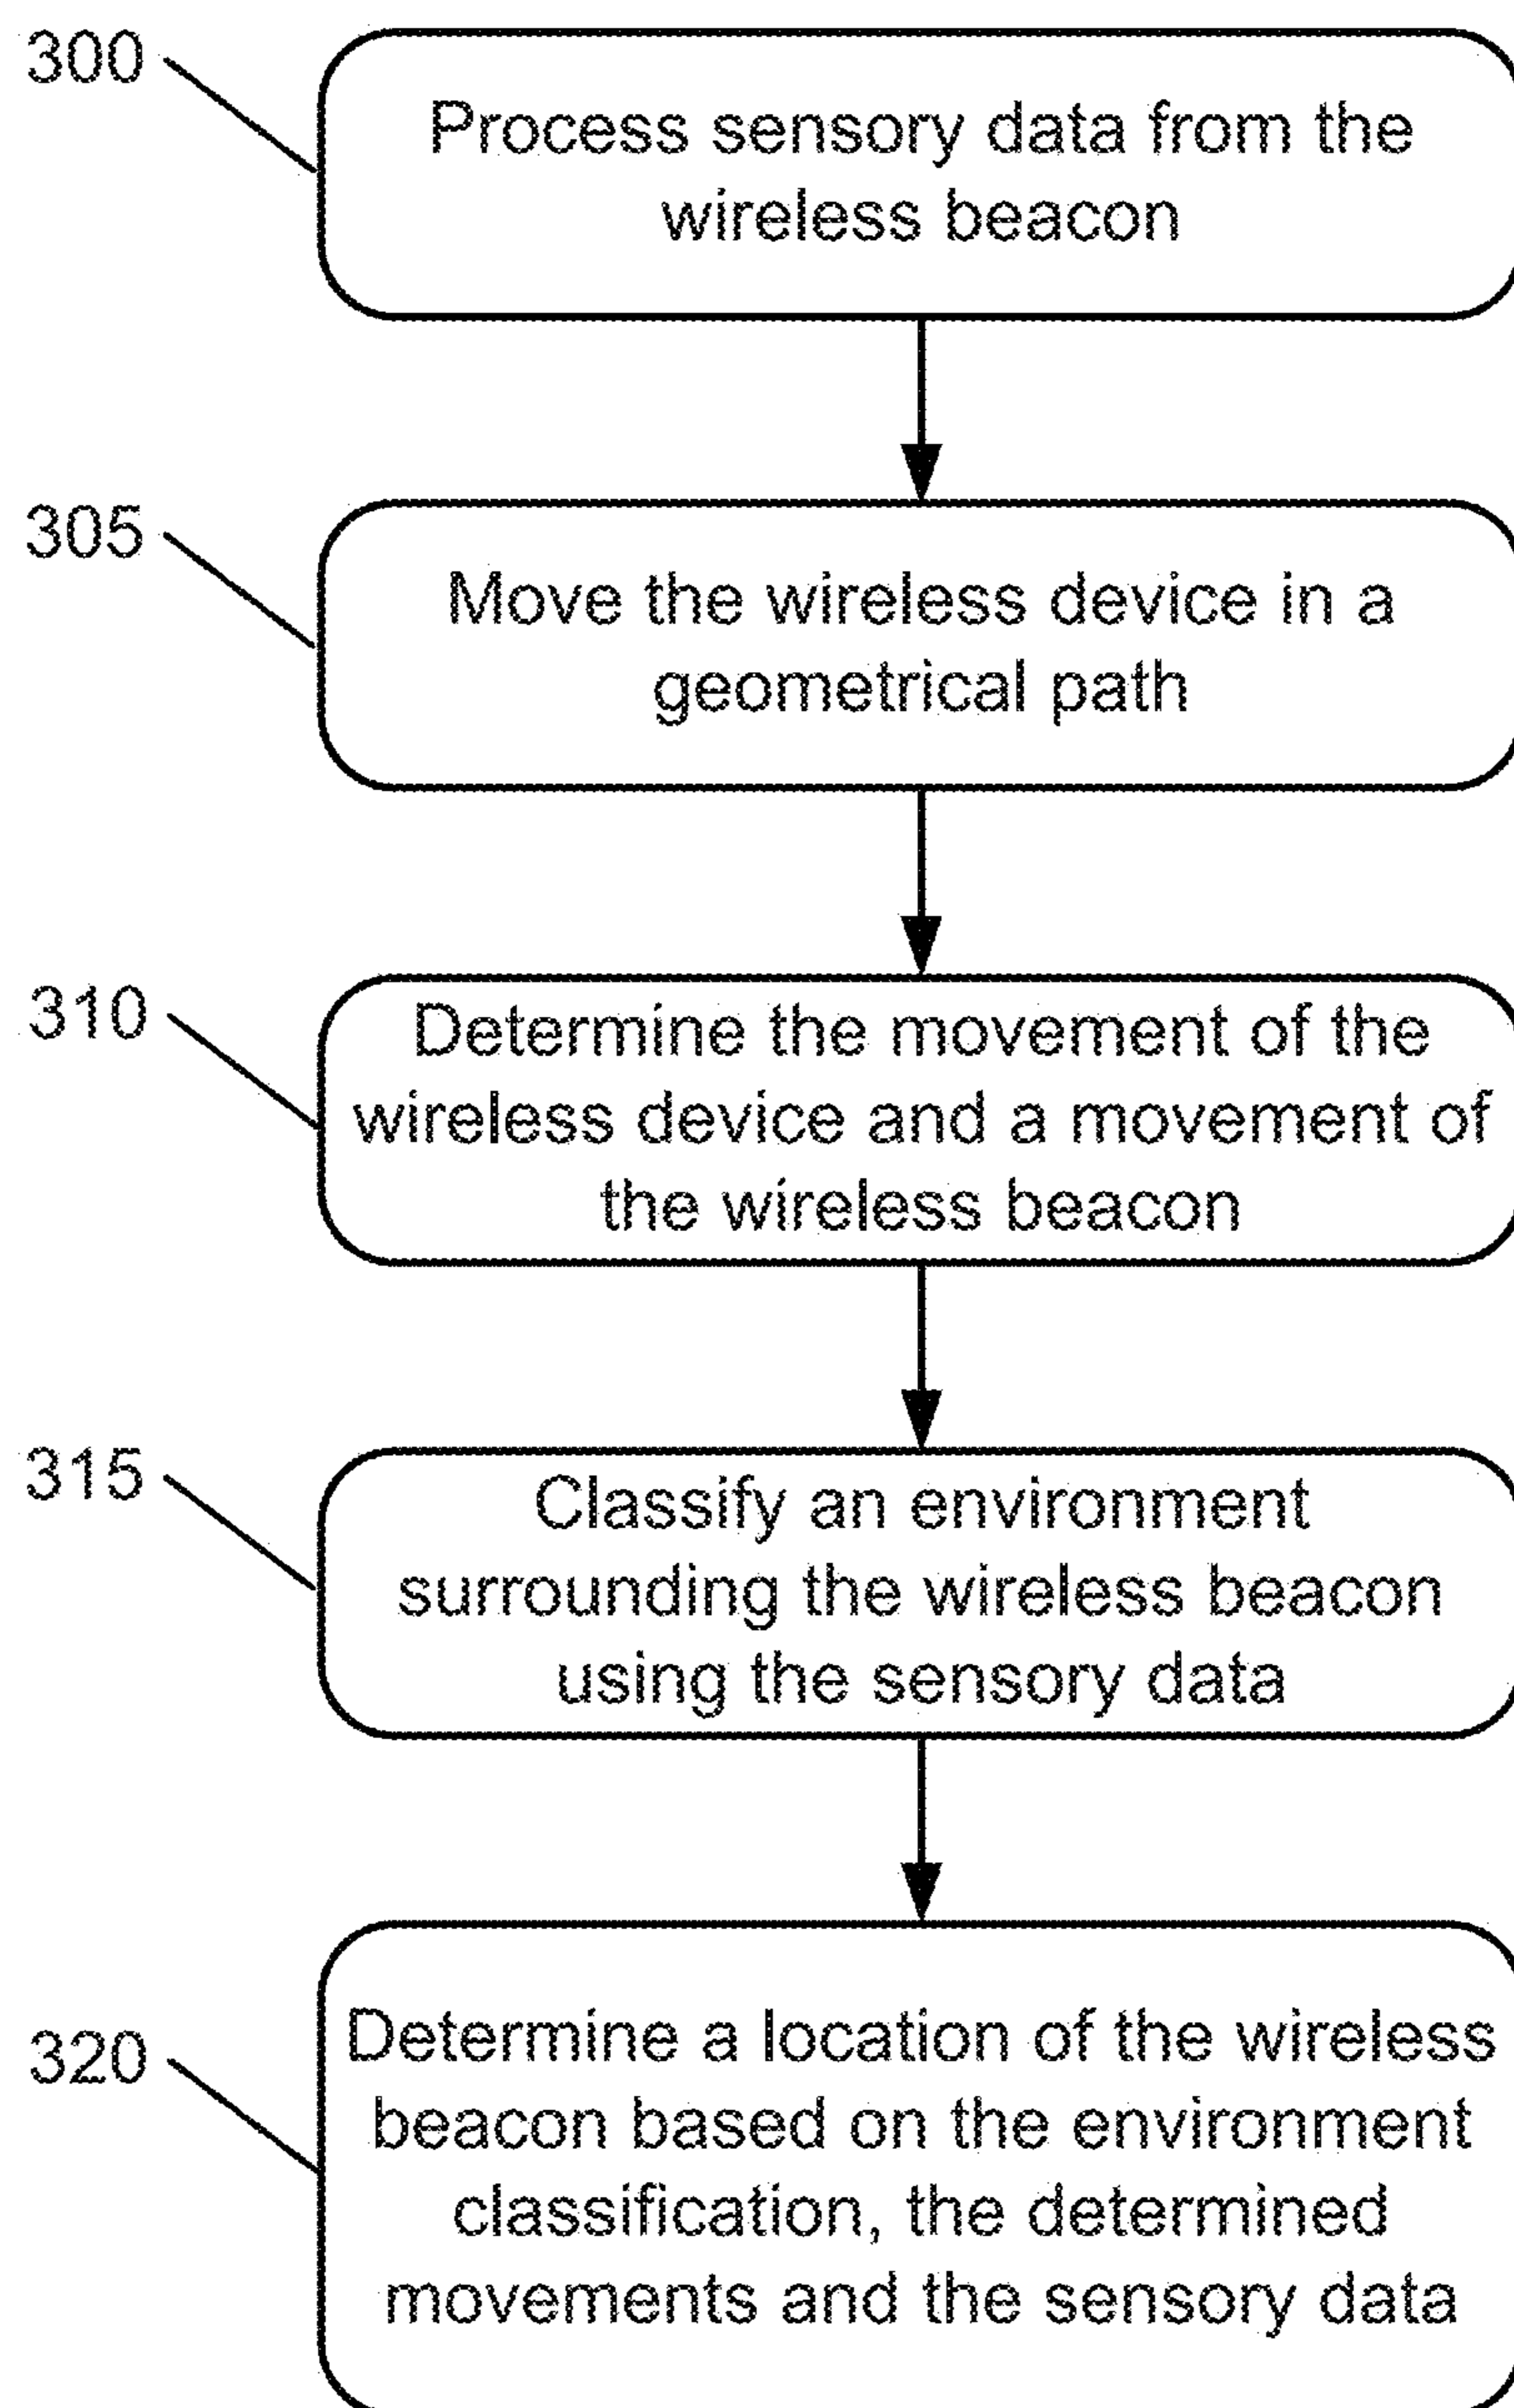 300
Process sensory data from the
wireless beacon
305
Move the wireless device in a
geometrical path
310
Determine the movement of the
wireless device and a movement of
the wireless beacon
315
Classify an environment
surrounding the wireless beacon
using the sensory data
320
Determine a location of the wireless
beacon based on the environment
classification, the determined
movements and the sensory data